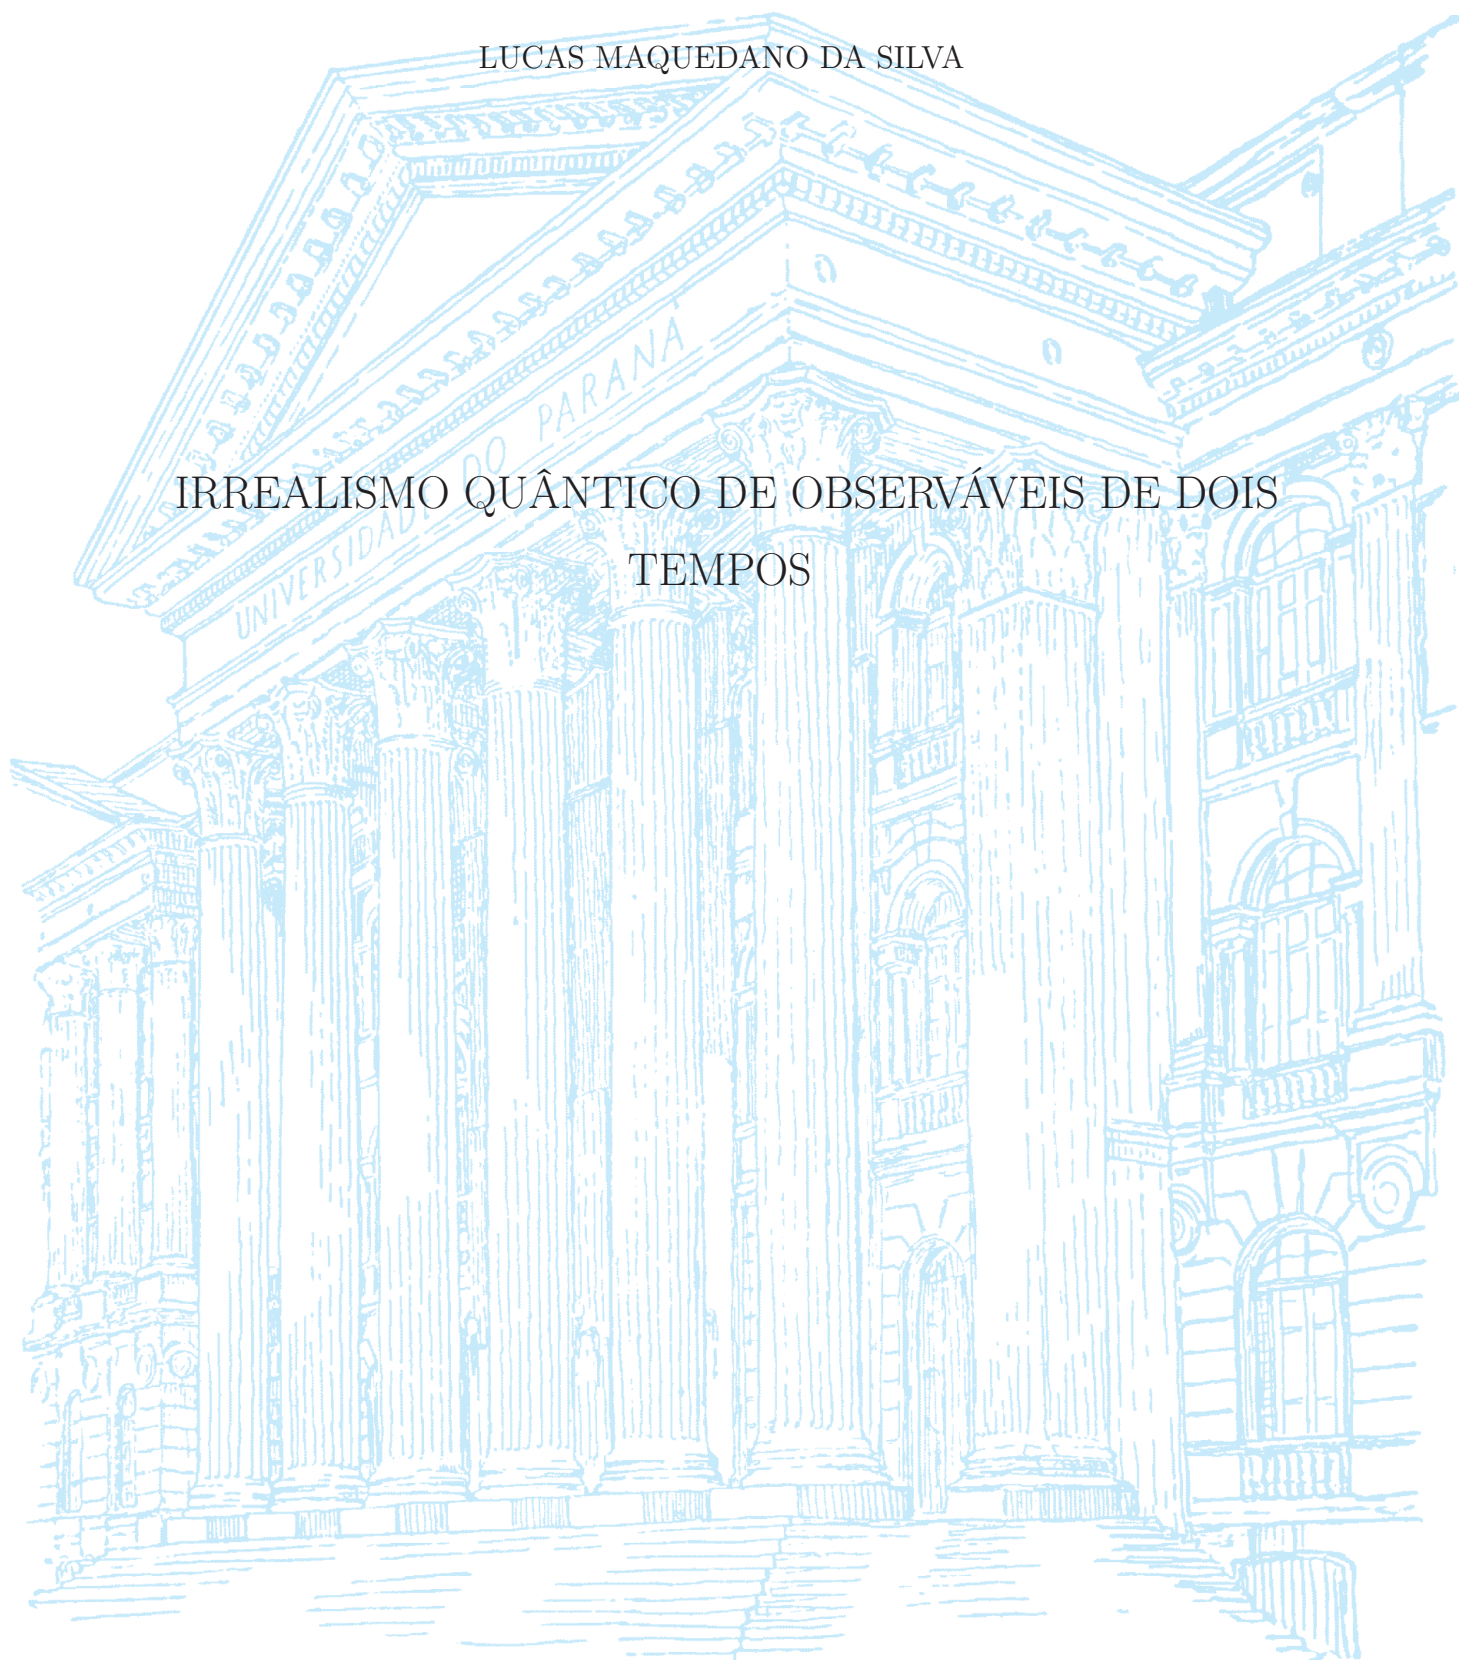 LUCAS MAQUEDANO DA SILVA
UNIVERSIDADE DO PARANÁ
IRREALISMO QUÂNTICO DE OBSERVÁVEIS DE DOIS
TEMPOS